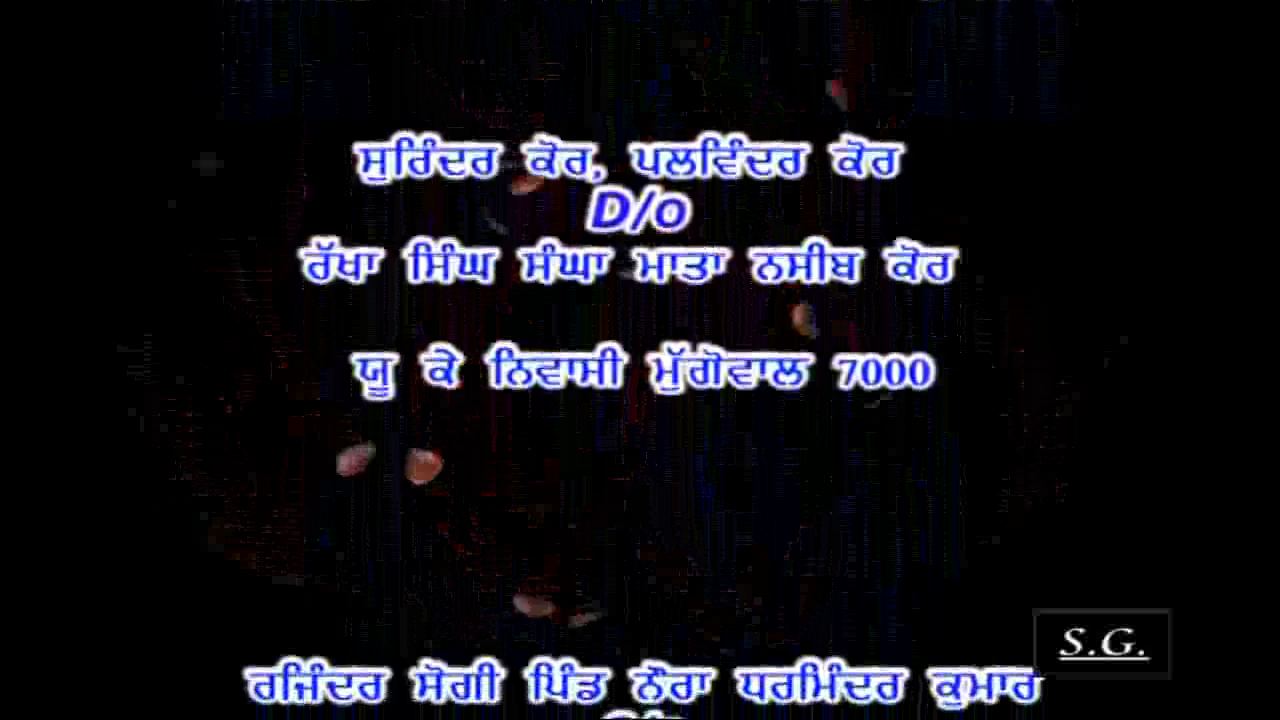 ਸੁਰਿੰਦਰ ਕੋਰ, ਪਲਵਿੰਦਰ ਕੋਰ
D/o
ਰੱਖਾ ਸਿੰਘ ਸੰਘਾ ਮਾਤਾ ਨਸੀਬ ਕੋਰ
ਯੂ ਕੇ ਨਿਵਾਸੀ ਮੁੱਗੋਵਾਲ 7000
S.G.
ਰਜਿੰਦਰ ਸੋਗੀ ਪਿੰਡ ਨੌਰਾ ਧਰਮਿੰਦਰ ਕੁਮਾਰ